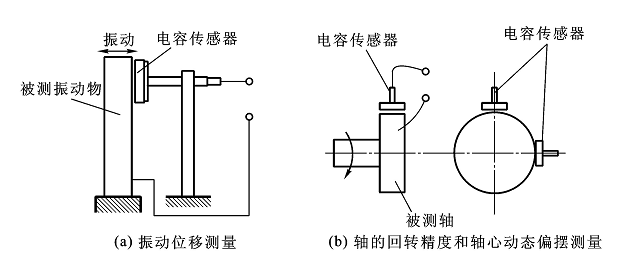 振动
电容传感器
被测振动物
(a) 振动位移测量
电容传感器
电容传感器
被测轴
(b) 轴的回转精度和轴心动态偏摆测量